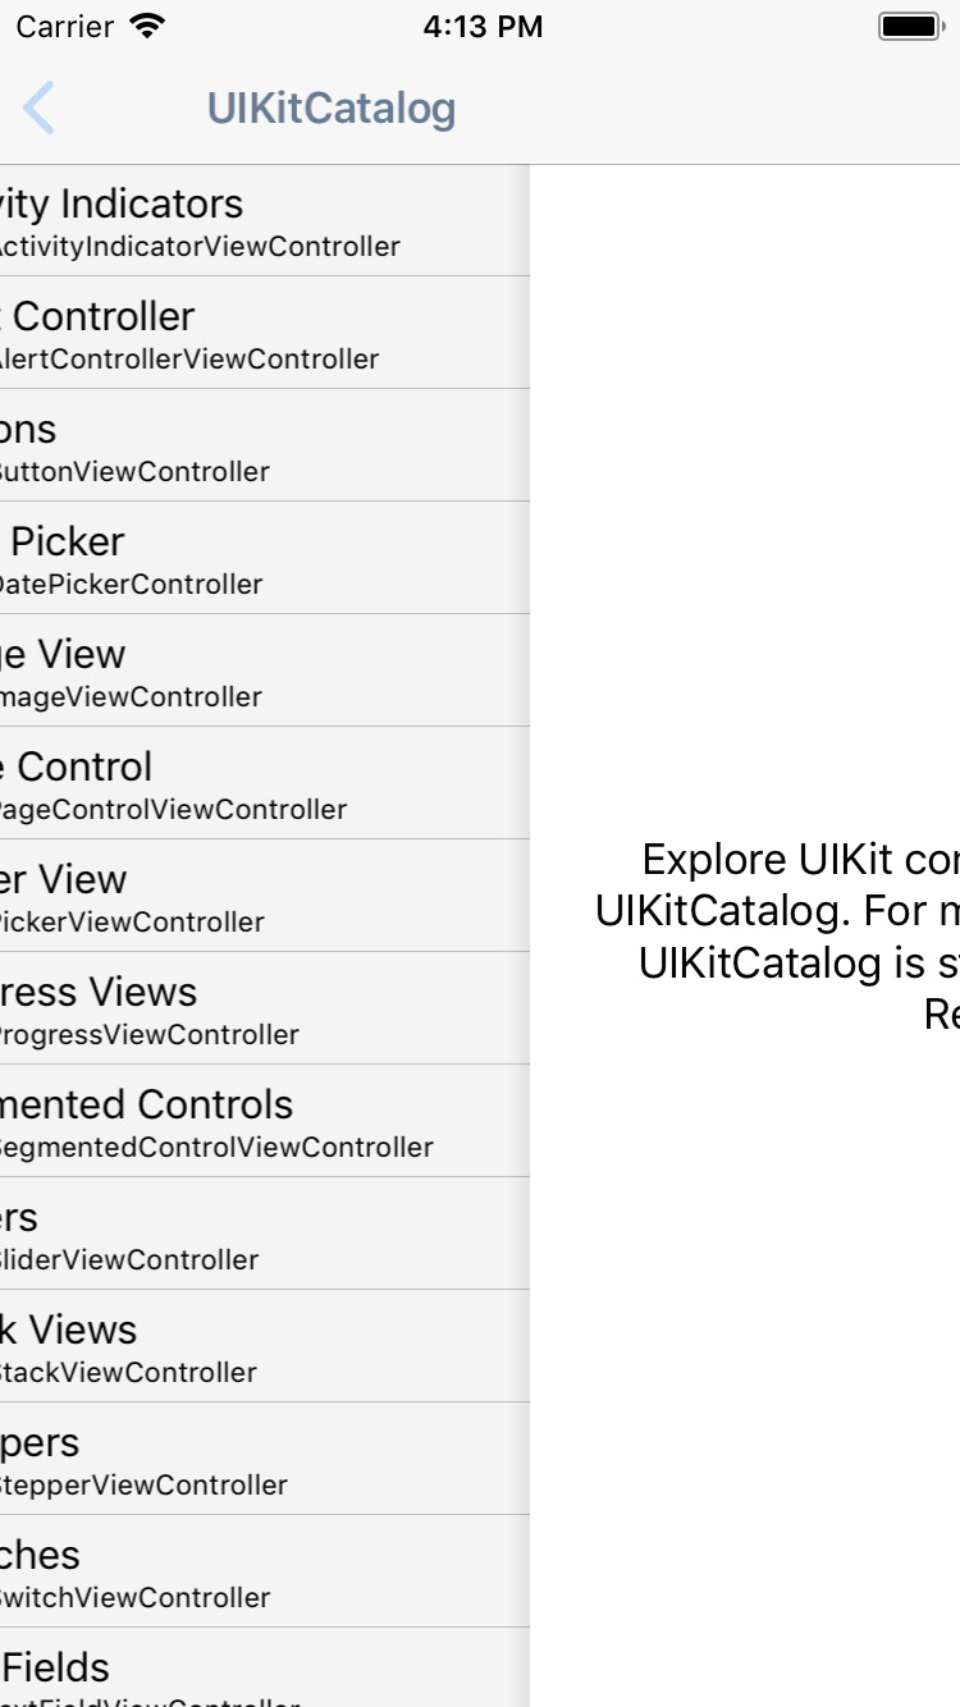 Carrier
4:13 PM
UIKitCatalog
vity Indicators
ActivityIndicatorViewController
t Controller
AlertControllerViewController
ons
ButtonViewController
Picker
DatePickerController
ge View
ImageViewController
e Control
PageControlViewController
er View
PickerViewController
ress Views
ProgressViewController
mented Controls
SegmentedControlViewController
ers
SliderViewController
k Views
StackViewController
pers
StepperViewController
ches
SwitchViewController
Fields
extFieldViewController
Explore UIKit con
UIKitCatalog. For m
UIKitCatalog is st
Re